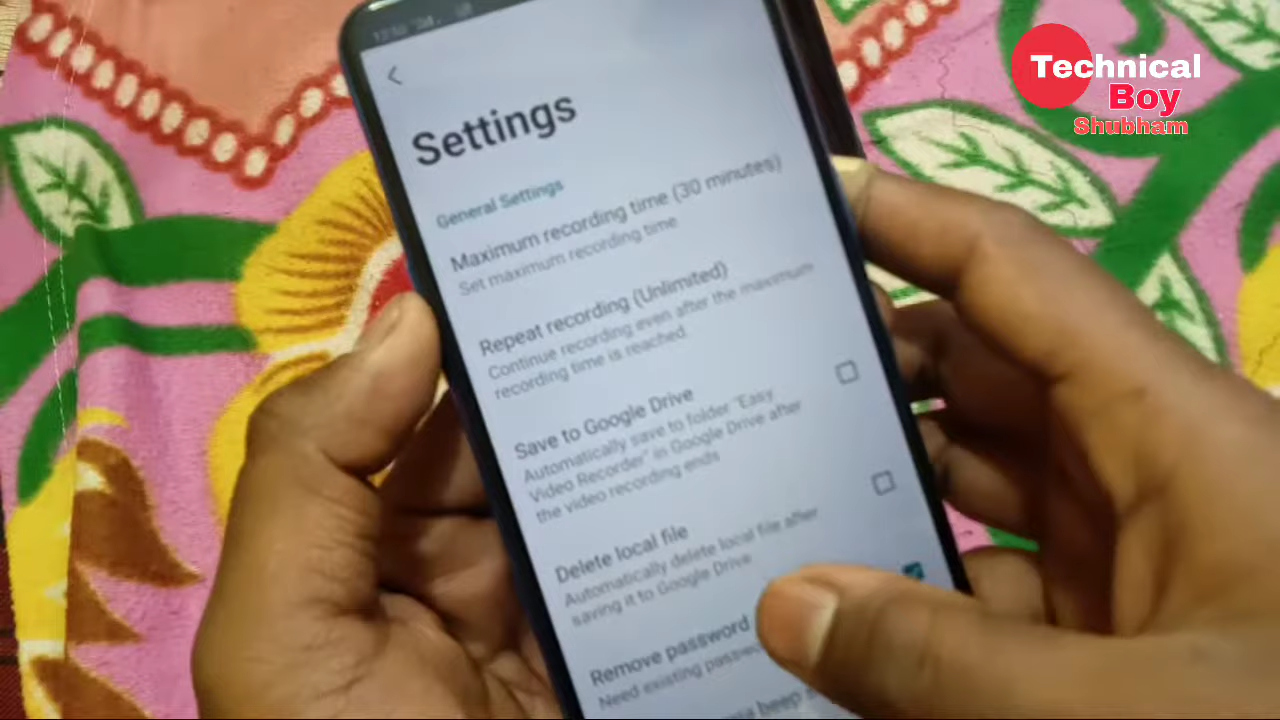 Technical
Boy
Shubham
Settings
General Settings
Maximum recording time (30 minutes)
Set maximum recording time
Repeat recording (Unlimited)
Continue recording even after the maximum
recording time is reached.
Save to Google Drive
Automatically save to folder "Easy
Video Recorder" in Google Drive after
the video recording ends
Delete local file
Automatically delete local file after
saving it to Google Drive
Remove password
Need existing
beep